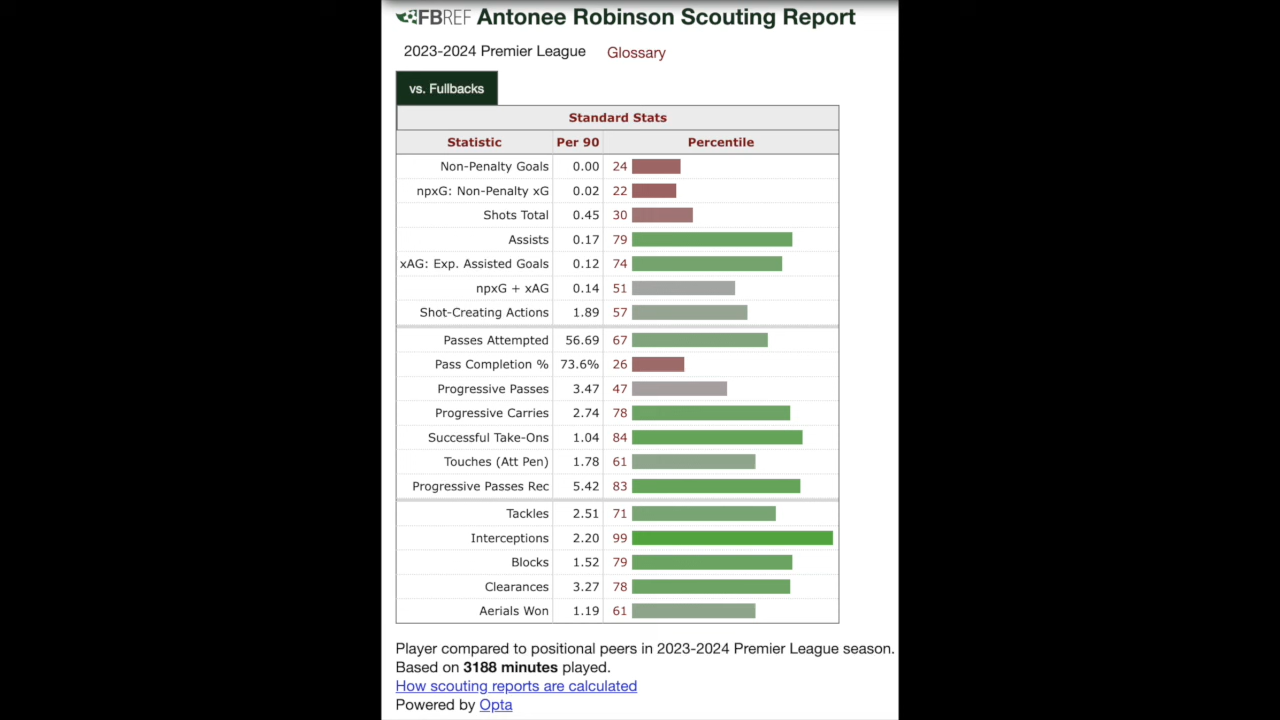 FBREF Antonee Robinson Scouting Report
2023-2024 Premier League Glossary
vs. Fullbacks
Standard Stats
Statistic Per 90 Percentile
Non-Penalty Goals 0.00 24
npxG: Non-Penalty xG 0.02 22
Shots Total 0.45 30
Assists 0.17 79
xAG: Exp. Assisted Goals 0.12 74
npxG + xAG 0.14 51
Shot-Creating Actions 1.89 57
Passes Attempted 56.69 67
Pass Completion % 73.6% 26
Progressive Passes 3.47 47
Progressive Carries 2.74 78
Successful Take-Ons 1.04 84
Touches (Att Pen) 1.78 61
Progressive Passes Rec 5.42 83
Tackles 2.51 71
Interceptions 2.20 99
Blocks 1.52 79
Clearances 3.27 78
Aerials Won 1.19 61
Player compared to positional peers in 2023-2024 Premier League season.
Based on 3188 minutes played.
How scouting reports are calculated
Powered by Opta